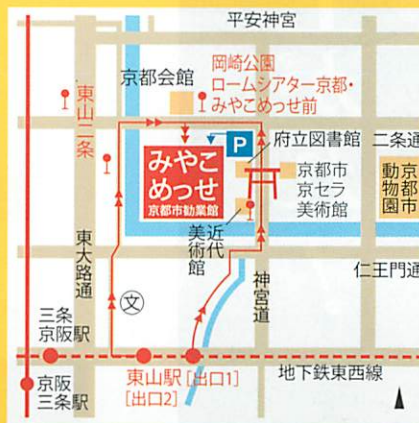 平安神宮
京都会館
岡崎公園
ロームシアター京都・
みやこめっせ前
東山二条
P
府立図書館
二条通
みやこ
めっせ
京都市勧業館
京都市
京セラ
美術館
京都市
動物園
近代
美術館
東大路通
神宮道
仁王門通
文
三条
京阪駅
東山駅[出口1]
[出口2]
地下鉄東西線
京阪
三条駅